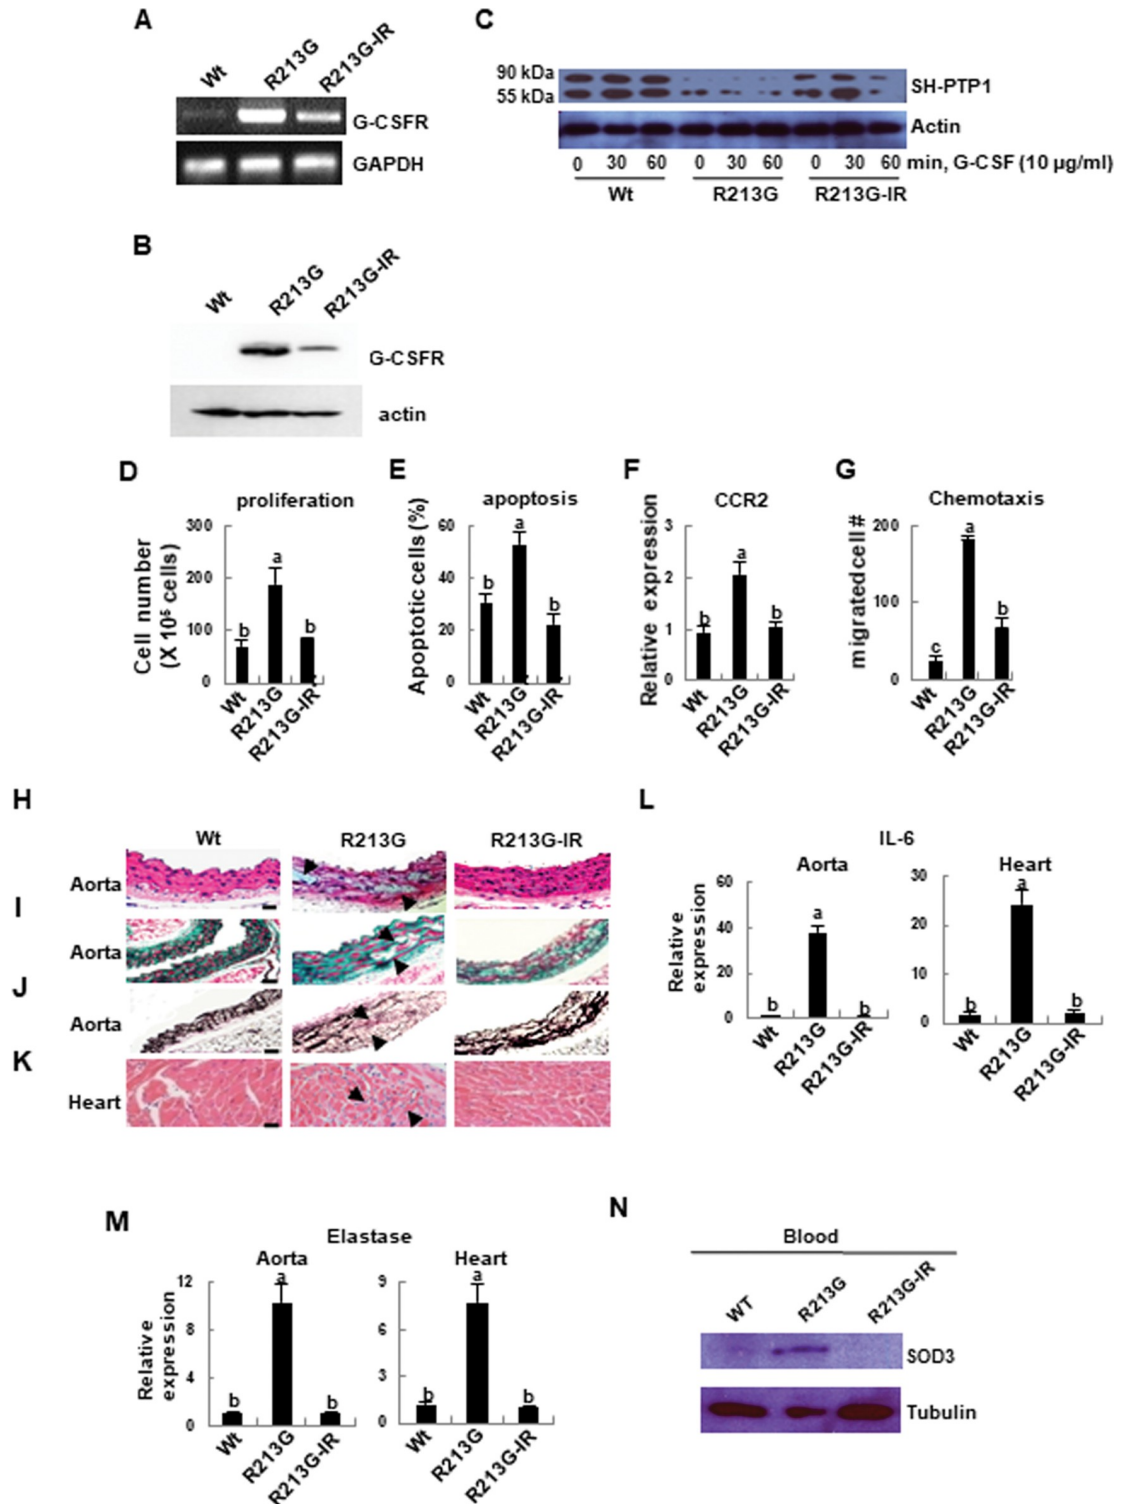 A
Wt
R213G
R213G-IR
G-CSFR
GAPDH
C
90 kDa
55 kDa
SH-PTP1
Actin
0 30 60 0 30 60 0 30 60 min, G-CSF (10 µg/ml)
Wt R213G R213G-IR
B
Wt
R213G
R213G-IR
G-CSFR
actin
D
proliferation
Cell number
(X 10⁵ cells)
300
200
100
0
b a b
Wt
R213G
R213G-IR
E
apoptosis
Apoptotic cells (%)
60
40
20
0
b a b
Wt
R213G
R213G-IR
F
CCR2
Relative expression
3
2
1
0
b a b
Wt
R213G
R213G-IR
G
Chemotaxis
migrated cell #
200
100
0
c a b
Wt
R213G
R213G-IR
H
Wt R213G R213G-IR
Aorta
I
Aorta
J
Aorta
K
Heart
L
IL-6
Aorta
Relative
expression
60
40
20
0
b a b
Wt
R213G
R213G-IR
Heart
30
20
10
0
b a b
Wt
R213G
R213G-IR
M
Elastase
Aorta
Relative
expression
12
8
4
0
b a b
Wt
R213G
R213G-IR
Heart
9
6
3
0
b a b
Wt
R213G
R213G-IR
N
Blood
WT
R213G
R213G-IR
SOD3
Tubulin